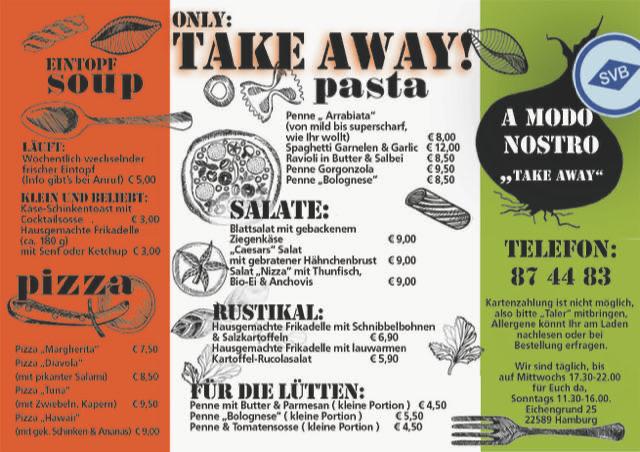 EINTOPF
soup
LÄUFT:
Wöchentlich wechselnder
frischer Eintopf
(Info gibt's bei Anruf) € 5,00
KLEIN UND BELIEBT:
Käse-Schinkentoast mit
Cocktailsosse . € 3,00
Hausgemachte Frikadelle
(ca. 180 g)
mit Senf oder Ketchup € 3,00
pizza
Pizza „Margherita" € 7,50
Pizza „Diavola"
(mit pikanter Salami) € 8,50
Pizza „Tuna"
(mit Zwiebeln, Kapern) € 9,50
Pizza „Hawaii"
(mit gek. Schinken & Ananas) € 9,00
ONLY:
TAKE AWAY!
pasta
Penne „ Arrabiata"
(von mild bis superscharf,
wie Ihr wollt) € 8,00
Spaghetti Garnelen & Garlic € 12,00
Ravioli in Butter & Salbei € 8,50
Penne Gorgonzola € 9,50
Penne „Bolognese" € 8,50
SALATE:
Blattsalat mit gebackenem
Ziegenkäse € 9,00
„Caesars" Salat
mit gebratener Hähnchenbrust € 9,00
Salat „Nizza" mit Thunfisch,
Bio-Ei & Anchovis € 9,00
RUSTIKAL:
Hausgemachte Frikadelle mit Schnibbelbohnen
& Salzkartoffeln € 6,90
Hausgemachte Frikadelle mit lauwarmen
Kartoffel-Rucolasalat € 5,90
FÜR DIE LÜTTEN:
Penne mit Butter & Parmesan ( kleine Portion ) € 4,50
Penne „Bolognese" ( kleine Portion ) € 5,50
Penne & Tomatensosse ( kleine Portion ) € 4,50
SVB
A MODO
NOSTRO
„TAKE AWAY"
TELEFON:
87 44 83
Kartenzahlung ist nicht möglich,
also bitte „Taler" mitbringen,
Allergene könnt Ihr am Laden
nachlesen oder bei
Bestellung erfragen.
Wir sind täglich, bis
auf Mittwochs 17.30-22.00
für Euch da,
Sonntags 11.30-16.00.
Eichengrund 25
22589 Hamburg